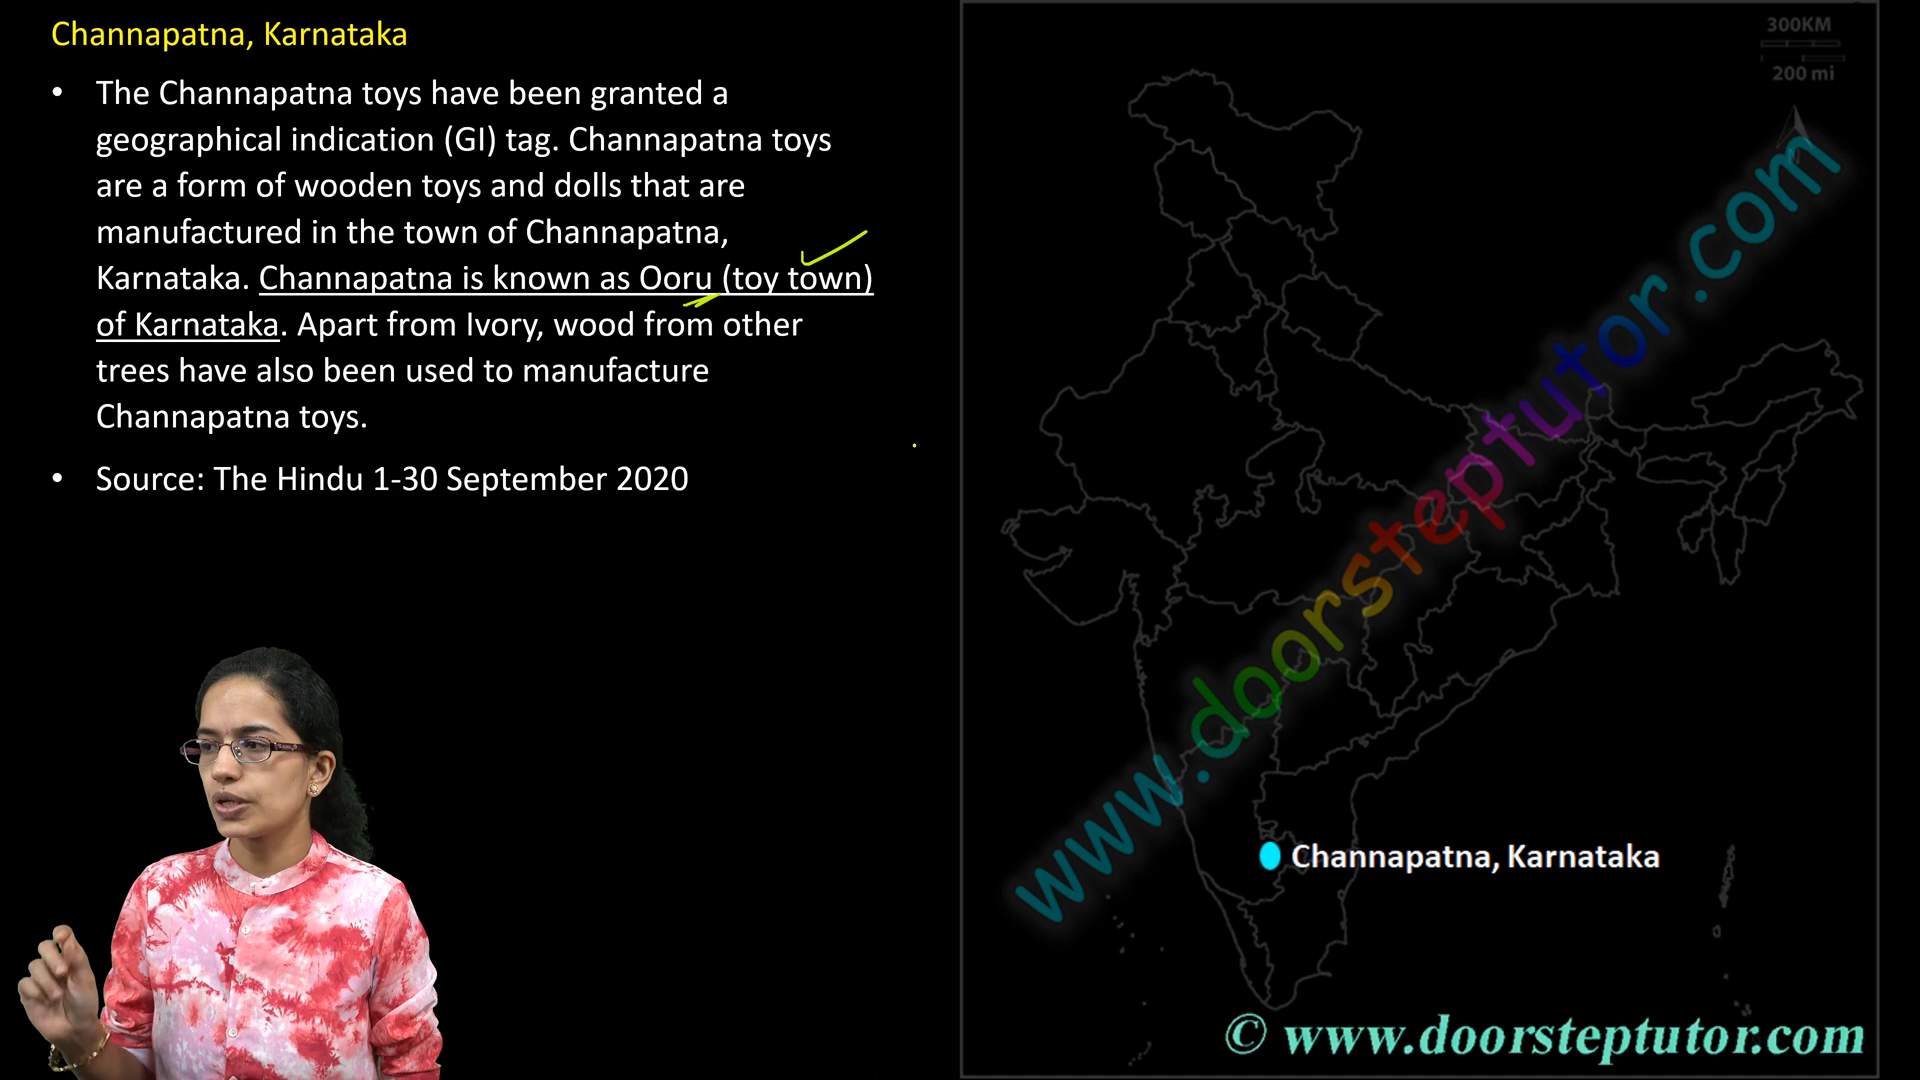 Channapatna, Karnataka
• The Channapatna toys have been granted a
geographical indication (GI) tag. Channapatna toys
are a form of wooden toys and dolls that are
manufactured in the town of Channapatna,
Karnataka. Channapatna is known as Ooru (toy town)
of Karnataka. Apart from Ivory, wood from other
trees have also been used to manufacture
Channapatna toys.
• Source: The Hindu 1-30 September 2020
300KM
200 mi
www.doorsteptutor.com
Channapatna, Karnataka
© www.doorsteptutor.com